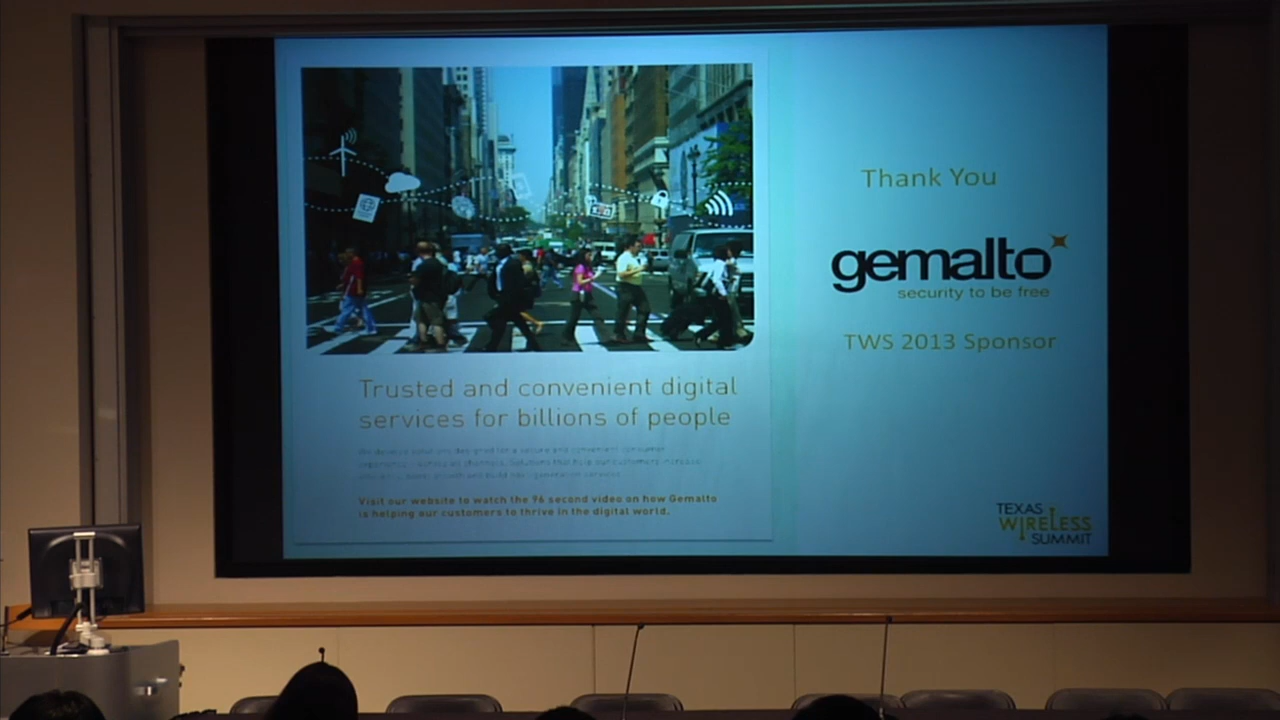 Trusted and convenient digital
services for billions of people
Visit our website to watch the 96 second video on how Gemalto
is helping our customers to thrive in the digital world.
Thank You
gemalto
security to be free
TWS 2013 Sponsor
TEXAS
WIRELESS
SUMMIT